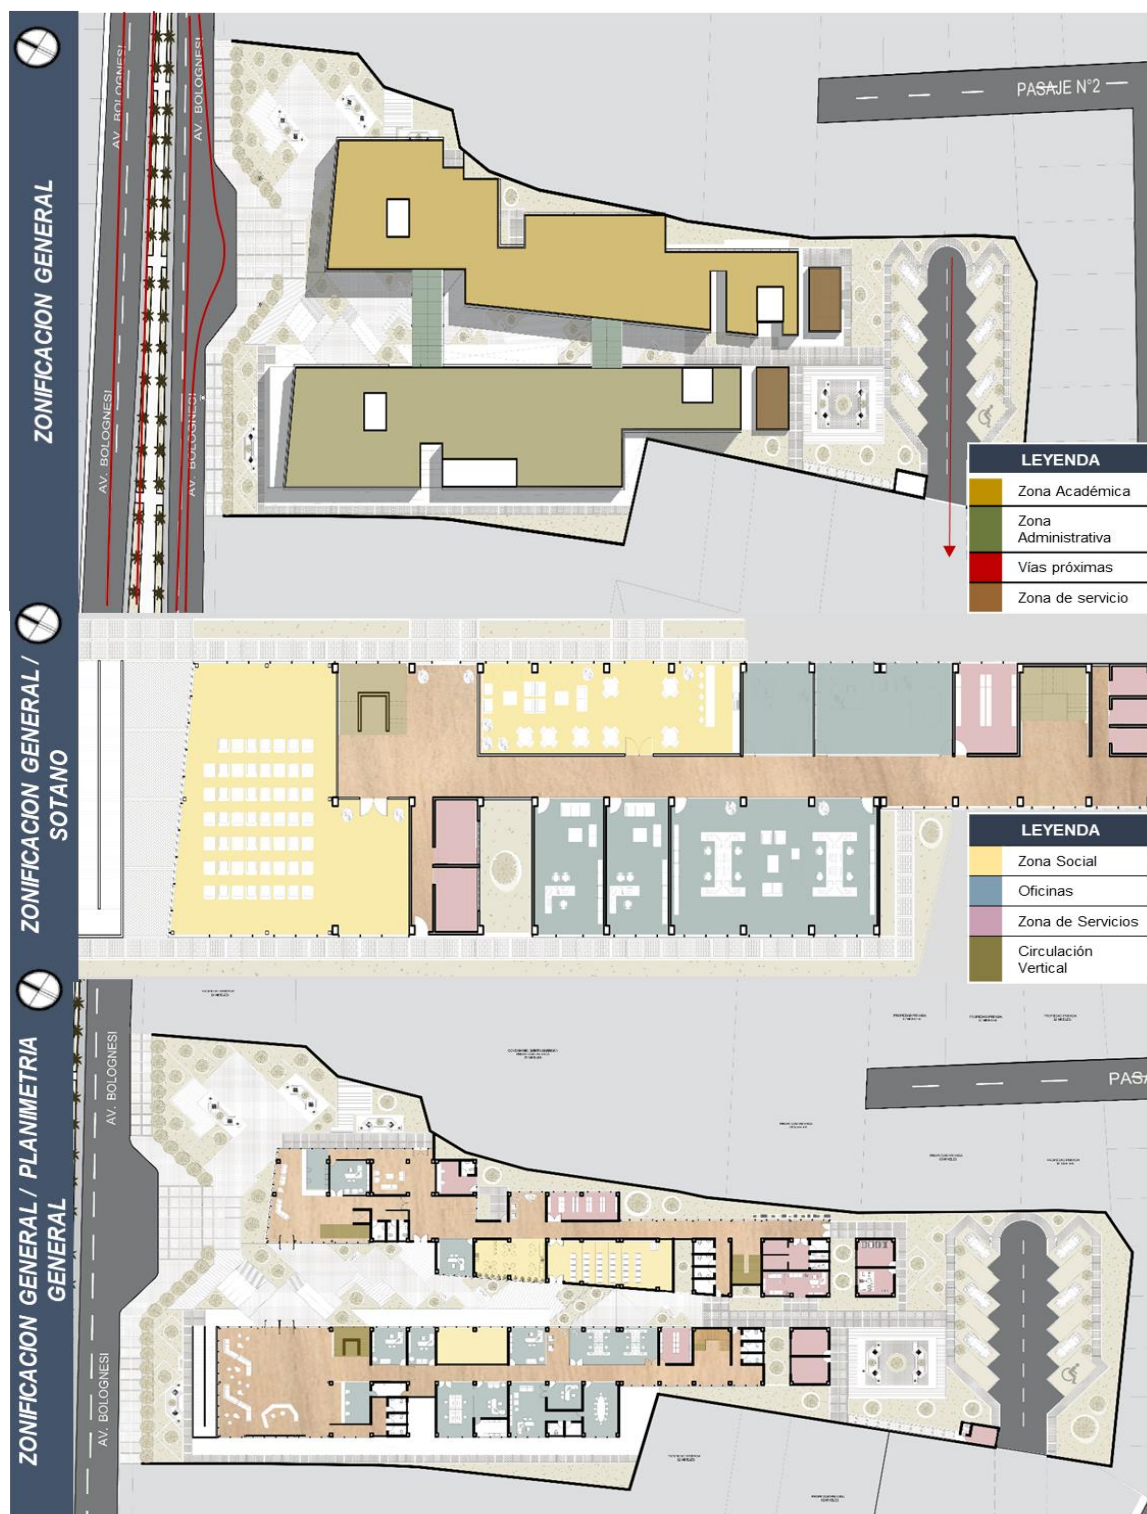 ZONIFICACION GENERAL
AV. BOLOGNESI
AV. BOLOGNESI
PASAJE N°2
AV. BOLOGNESI
AV. BOLOGNESI
LEYENDA
Zona Académica
Zona
Administrativa
Vías próximas
Zona de servicio
ZONIFICACION GENERAL /
SOTANO
LEYENDA
Zona Social
Oficinas
Zona de Servicios
Circulación
Vertical
ZONIFICACION GENERAL / PLANIMETRIA
GENERAL
AV. BOLOGNESI
AV. BOLOGNESI